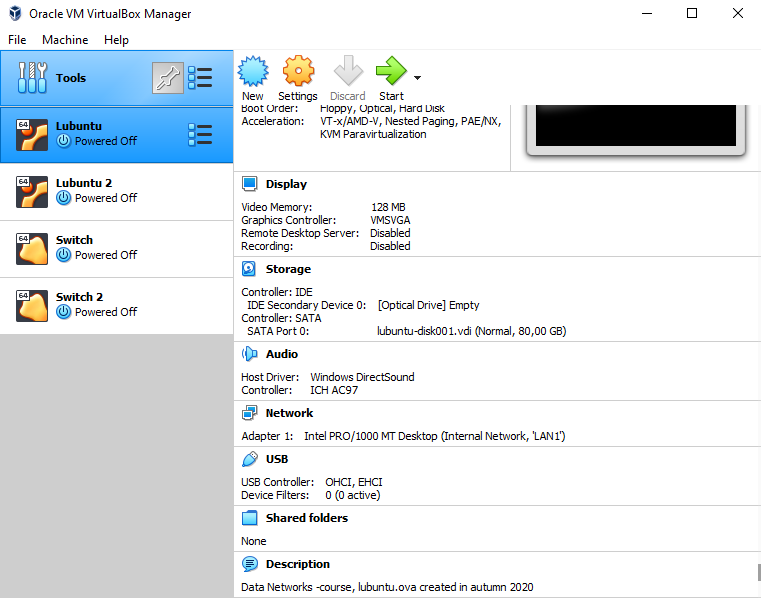 Oracle VM VirtualBox Manager
File Machine Help
Tools
New Settings Discard Start
64 Lubuntu
Powered Off
64 Lubuntu 2
Powered Off
64 Switch
Powered Off
64 Switch 2
Powered Off
Boot Order: Floppy, Optical, Hard Disk
Acceleration: VT-x/AMD-V, Nested Paging, PAE/NX,
KVM Paravirtualization
Display
Video Memory: 128 MB
Graphics Controller: VMSVGA
Remote Desktop Server: Disabled
Recording: Disabled
Storage
Controller: IDE
IDE Secondary Device 0: [Optical Drive] Empty
Controller: SATA
SATA Port 0: lubuntu-disk001.vdi (Normal, 80,00 GB)
Audio
Host Driver: Windows DirectSound
Controller: ICH AC97
Network
Adapter 1: Intel PRO/1000 MT Desktop (Internal Network, 'LAN1')
USB
USB Controller: OHCI, EHCI
Device Filters: 0 (0 active)
Shared folders
None
Description
Data Networks -course, lubuntu.ova created in autumn 2020